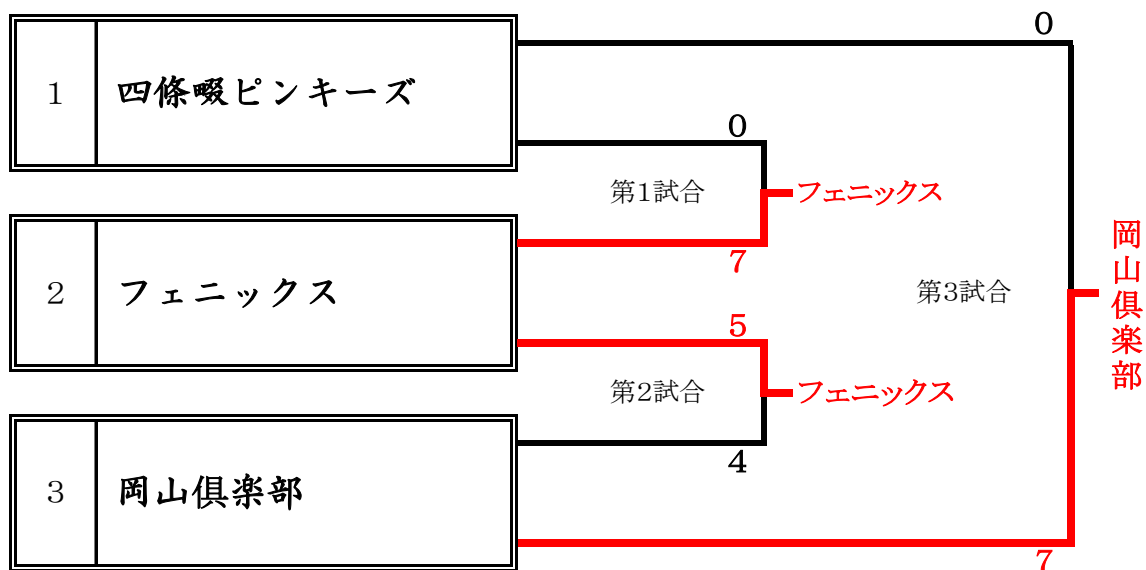 0
1 四條畷ピンキーズ
0
第1試合 フェニックス
7
2 フェニックス
第3試合
岡山倶楽部
5
第2試合 フェニックス
4
3 岡山倶楽部
7